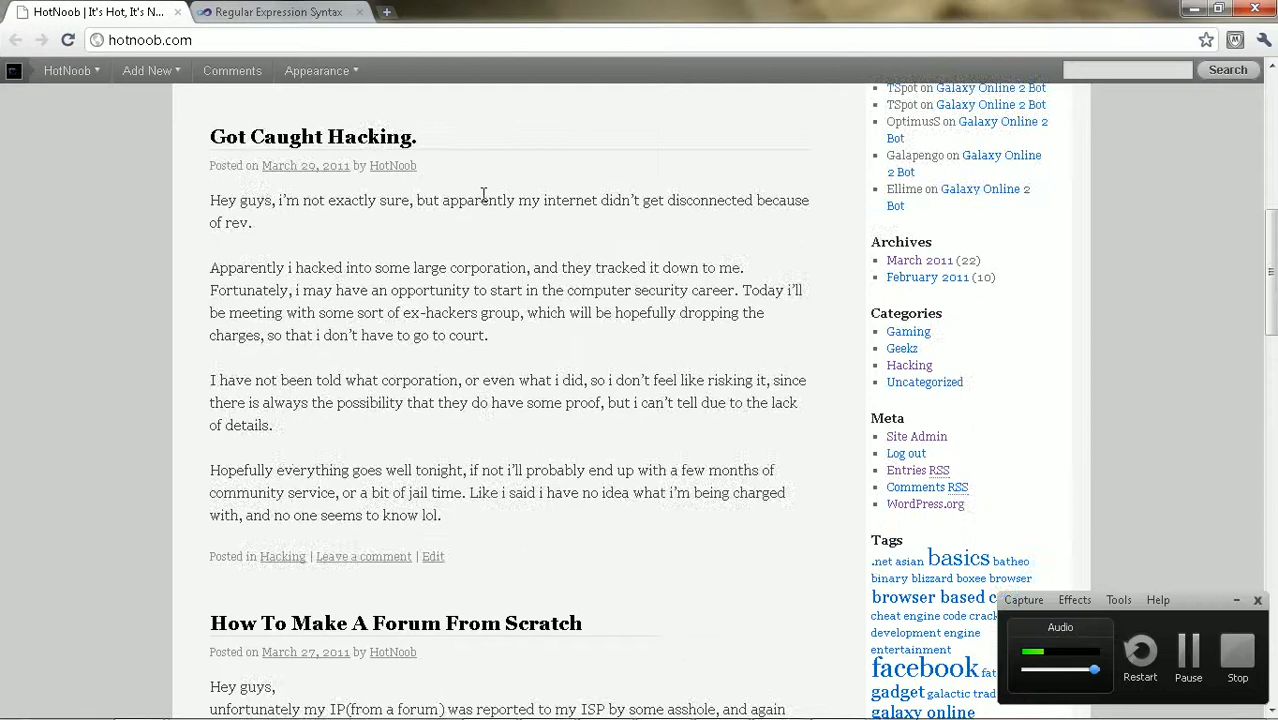 HotNoob | It's Hot, It's N...
Regular Expression Syntax
hotnoob.com
HotNoob
Add New
Comments
Appearance
Search
Got Caught Hacking.
Posted on March 29, 2011 by HotNoob
Hey guys, i'm not exactly sure, but apparently my internet didn't get disconnected because
of rev.
Apparently i hacked into some large corporation, and they tracked it down to me.
Fortunately, i may have an opportunity to start in the computer security career. Today i'll
be meeting with some sort of ex-hackers group, which will be hopefully dropping the
charges, so that i don't have to go to court.
I have not been told what corporation, or even what i did, so i don't feel like risking it, since
there is always the possibility that they do have some proof, but i can't tell due to the lack
of details.
Hopefully everything goes well tonight, if not i'll probably end up with a few months of
community service, or a bit of jail time. Like i said i have no idea what i'm being charged
with, and no one seems to know lol.
Posted in Hacking | Leave a comment | Edit
How To Make A Forum From Scratch
Posted on March 27, 2011 by HotNoob
Hey guys,
unfortunately my IP(from a forum) was reported to my ISP by some asshole, and again
TSpot on Galaxy Online 2 Bot
TSpot on Galaxy Online 2 Bot
OptimusS on Galaxy Online 2
Bot
Galapengo on Galaxy Online
2 Bot
Ellime on Galaxy Online 2
Bot
Archives
March 2011 (22)
February 2011 (10)
Categories
Gaming
Geekz
Hacking
Uncategorized
Meta
Site Admin
Log out
Entries RSS
Comments RSS
WordPress.org
Tags
.net asian basics batheo
binary blizzard boxee browser
browser based c
cheat engine code crack
development engine
entertainment
facebook fat
gadget galactic trad
galaxy online
Capture Effects Tools Help
Audio
Restart
Pause
Stop